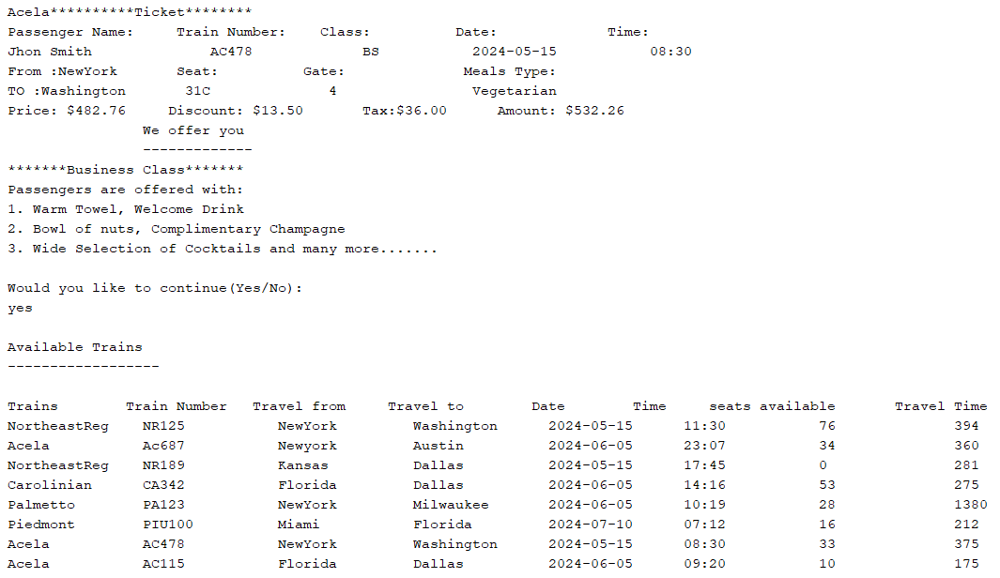 Acela**********Ticket********
Passenger Name: Train Number: Class: Date: Time:
Jhon Smith AC478 BS 2024-05-15 08:30
From :NewYork Seat: Gate: Meals Type:
TO :Washington 31C 4 Vegetarian
Price: $482.76 Discount: $13.50 Tax:$36.00 Amount: $532.26
We offer you
-------------
*******Business Class*******
Passengers are offered with:
1. Warm Towel, Welcome Drink
2. Bowl of nuts, Complimentary Champagne
3. Wide Selection of Cocktails and many more.......
Would you like to continue(Yes/No):
yes
Available Trains
------------------
Trains Train Number Travel from Travel to Date Time seats available Travel Time
NortheastReg NR125 NewYork Washington 2024-05-15 11:30 76 394
Acela Ac687 Newyork Austin 2024-06-05 23:07 34 360
NortheastReg NR189 Kansas Dallas 2024-05-15 17:45 0 281
Carolinian CA342 Florida Dallas 2024-06-05 14:16 53 275
Palmetto PA123 NewYork Milwaukee 2024-06-05 10:19 28 1380
Piedmont PIU100 Miami Florida 2024-07-10 07:12 16 212
Acela AC478 NewYork Washington 2024-05-15 08:30 33 375
Acela AC115 Florida Dallas 2024-06-05 09:20 10 175